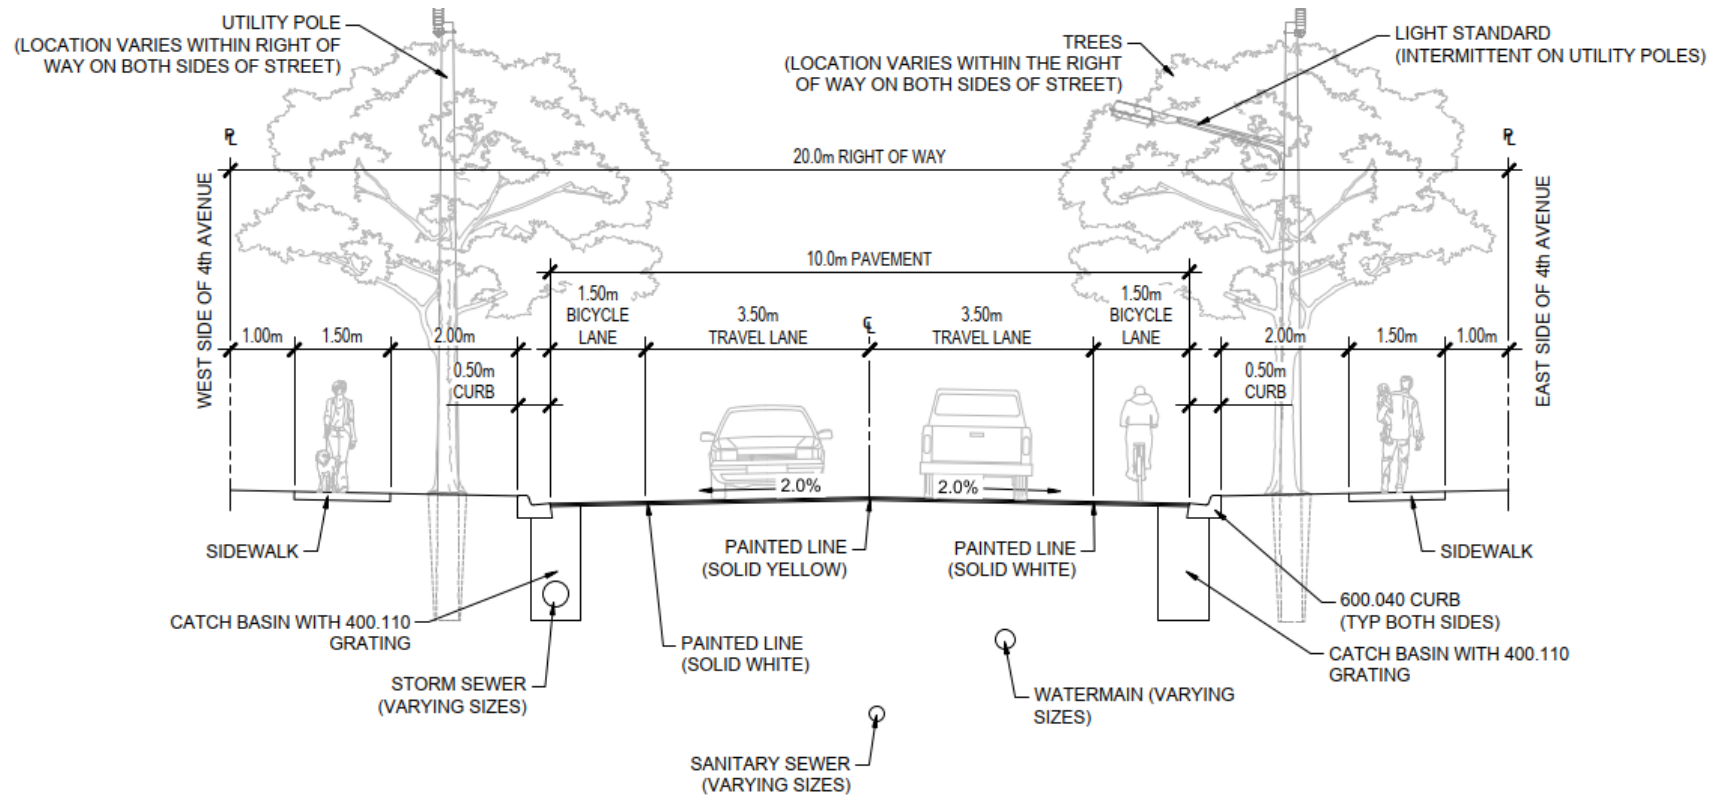 UTILITY POLE
(LOCATION VARIES WITHIN RIGHT OF
WAY ON BOTH SIDES OF STREET)
TREES
(LOCATION VARIES WITHIN THE RIGHT
OF WAY ON BOTH SIDES OF STREET)
LIGHT STANDARD
(INTERMITTENT ON UTILITY POLES)
PL
PL
20.0m RIGHT OF WAY
WEST SIDE OF 4th AVENUE
EAST SIDE OF 4th AVENUE
10.0m PAVEMENT
1.00m
1.50m
2.00m
0.50m
CURB
1.50m
BICYCLE
LANE
3.50m
TRAVEL LANE
CL
3.50m
TRAVEL LANE
1.50m
BICYCLE
LANE
2.00m
0.50m
CURB
1.50m
1.00m
2.0%
2.0%
SIDEWALK
PAINTED LINE
(SOLID YELLOW)
PAINTED LINE
(SOLID WHITE)
SIDEWALK
CATCH BASIN WITH 400.110
GRATING
PAINTED LINE
(SOLID WHITE)
600.040 CURB
(TYP BOTH SIDES)
CATCH BASIN WITH 400.110
GRATING
STORM SEWER
(VARYING SIZES)
WATERMAIN (VARYING
SIZES)
SANITARY SEWER
(VARYING SIZES)